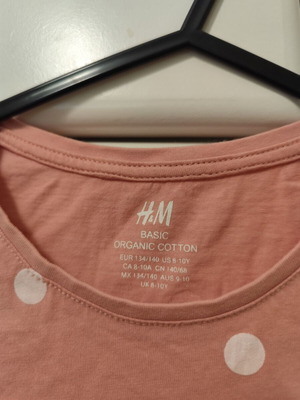 H&M
BASIC
ORGANIC COTTON
EUR 134/140 US 8-10Y
CA 8-10A CN 140/68
MX 134/140 AUS 8-10
UK 8-10Y